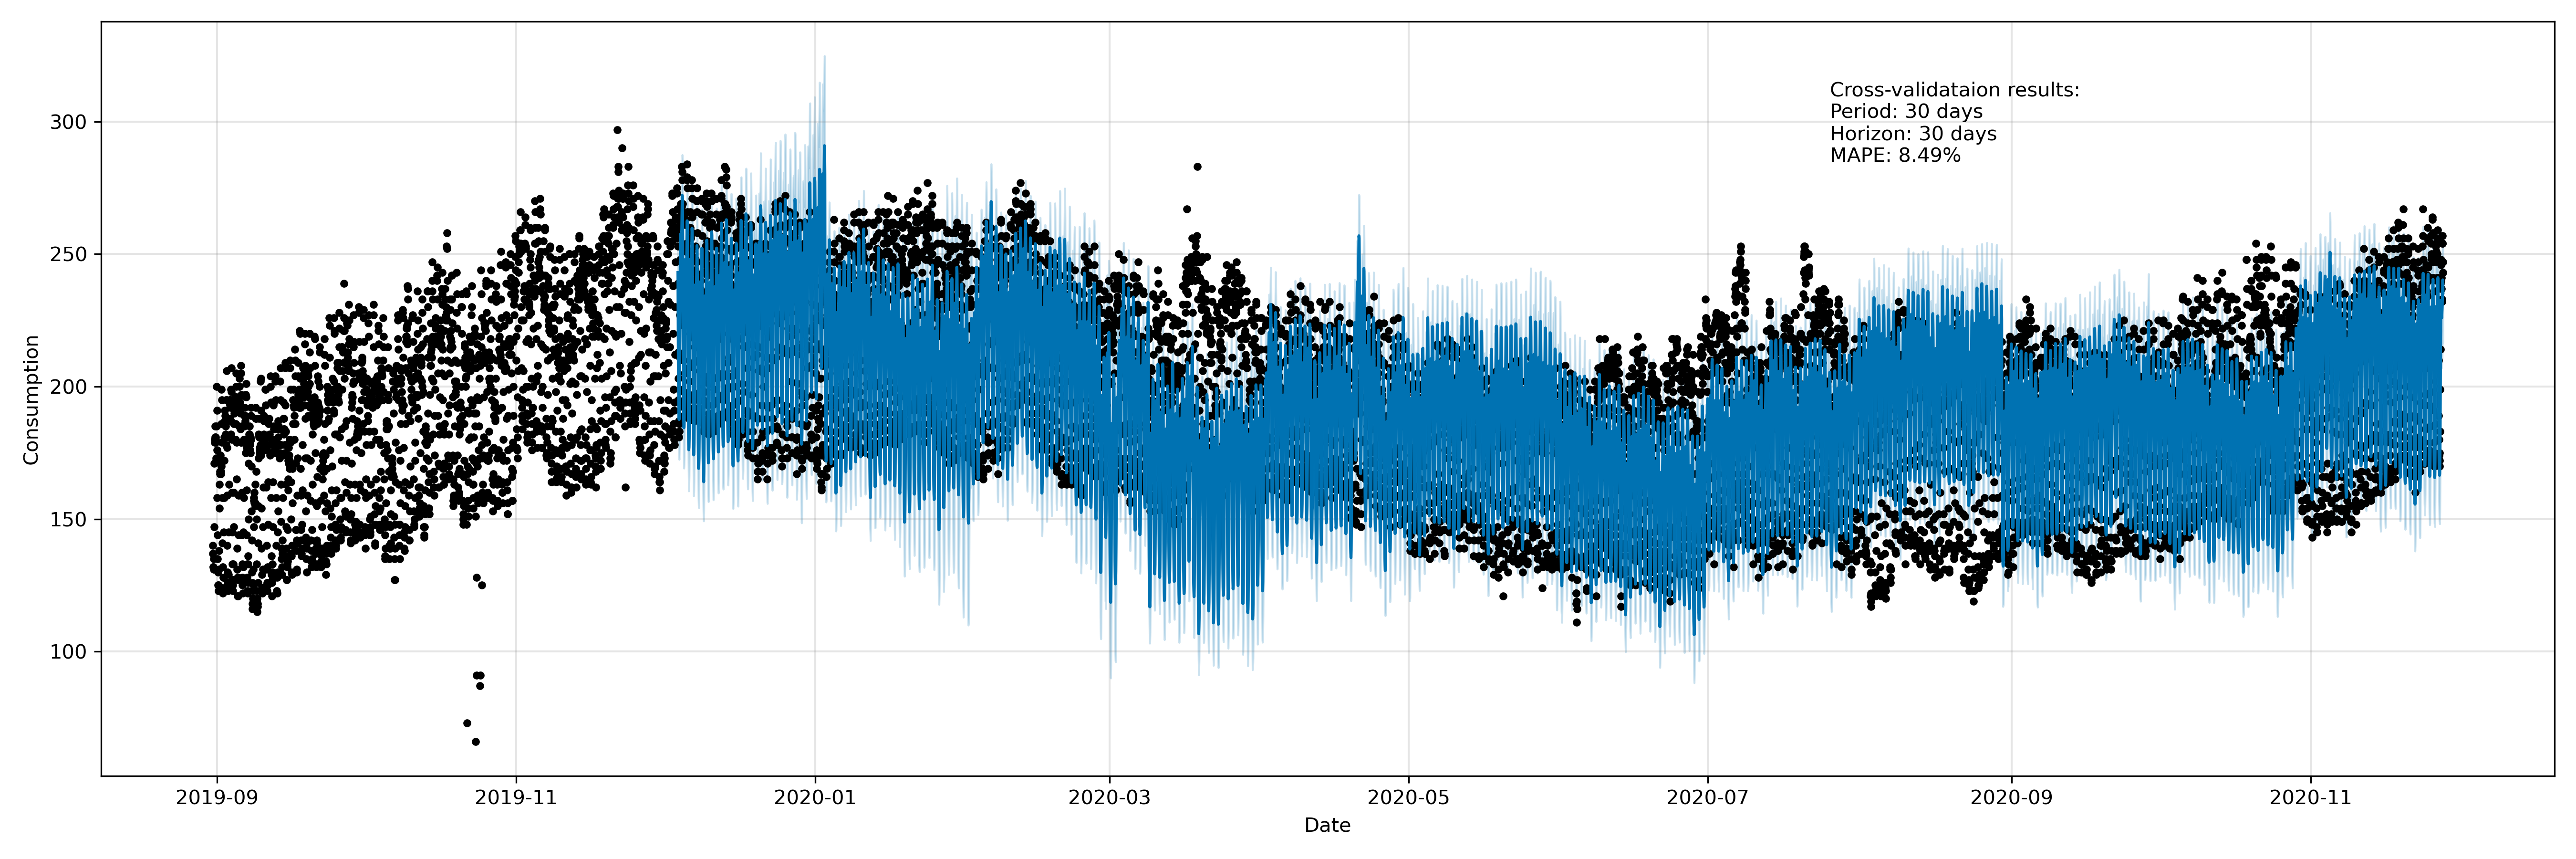 Cross-validataion results:
Period: 30 days
Horizon: 30 days
MAPE: 8.49%
Consumption
300
250
200
150
100
2019-09 2019-11 2020-01 2020-03 2020-05 2020-07 2020-09 2020-11
Date